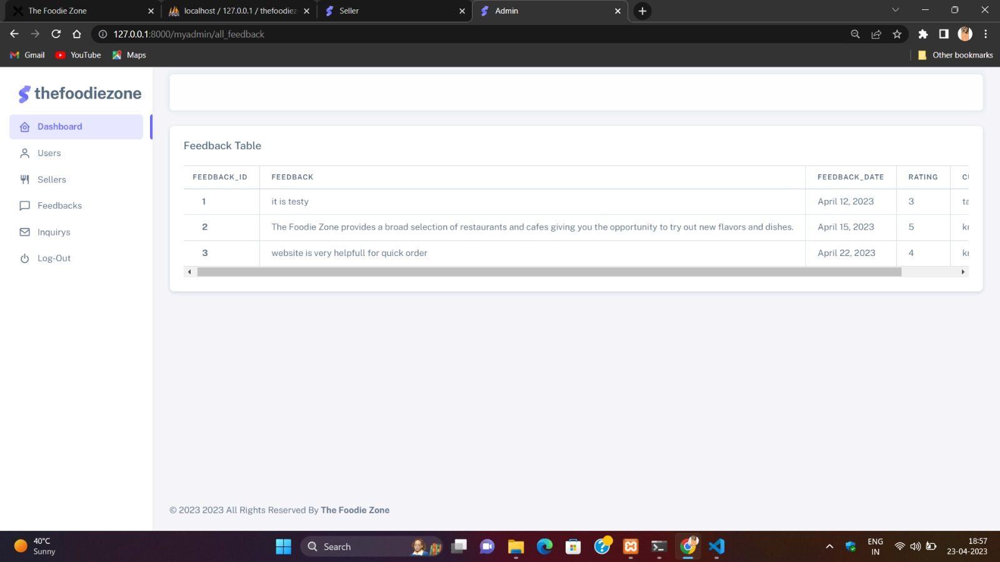 The Foodie Zone
localhost / 127.0.0.1 / thefoodiez
Seller
Admin
127.0.0.1:8000/myadmin/all_feedback
Gmail
YouTube
Maps
Other bookmarks
thefoodiezone
Dashboard
Users
Sellers
Feedbacks
Inquirys
Log-Out
Feedback Table
FEEDBACK_ID FEEDBACK FEEDBACK_DATE RATING
1 it is testy April 12, 2023 3
2 The Foodie Zone provides a broad selection of restaurants and cafes giving you the opportunity to try out new flavors and dishes. April 15, 2023 5
3 website is very helpfull for quick order April 22, 2023 4
© 2023 2023 All Rights Reserved By The Foodie Zone
40°C
Sunny
Search
ENG
IN
18:57
23-04-2023